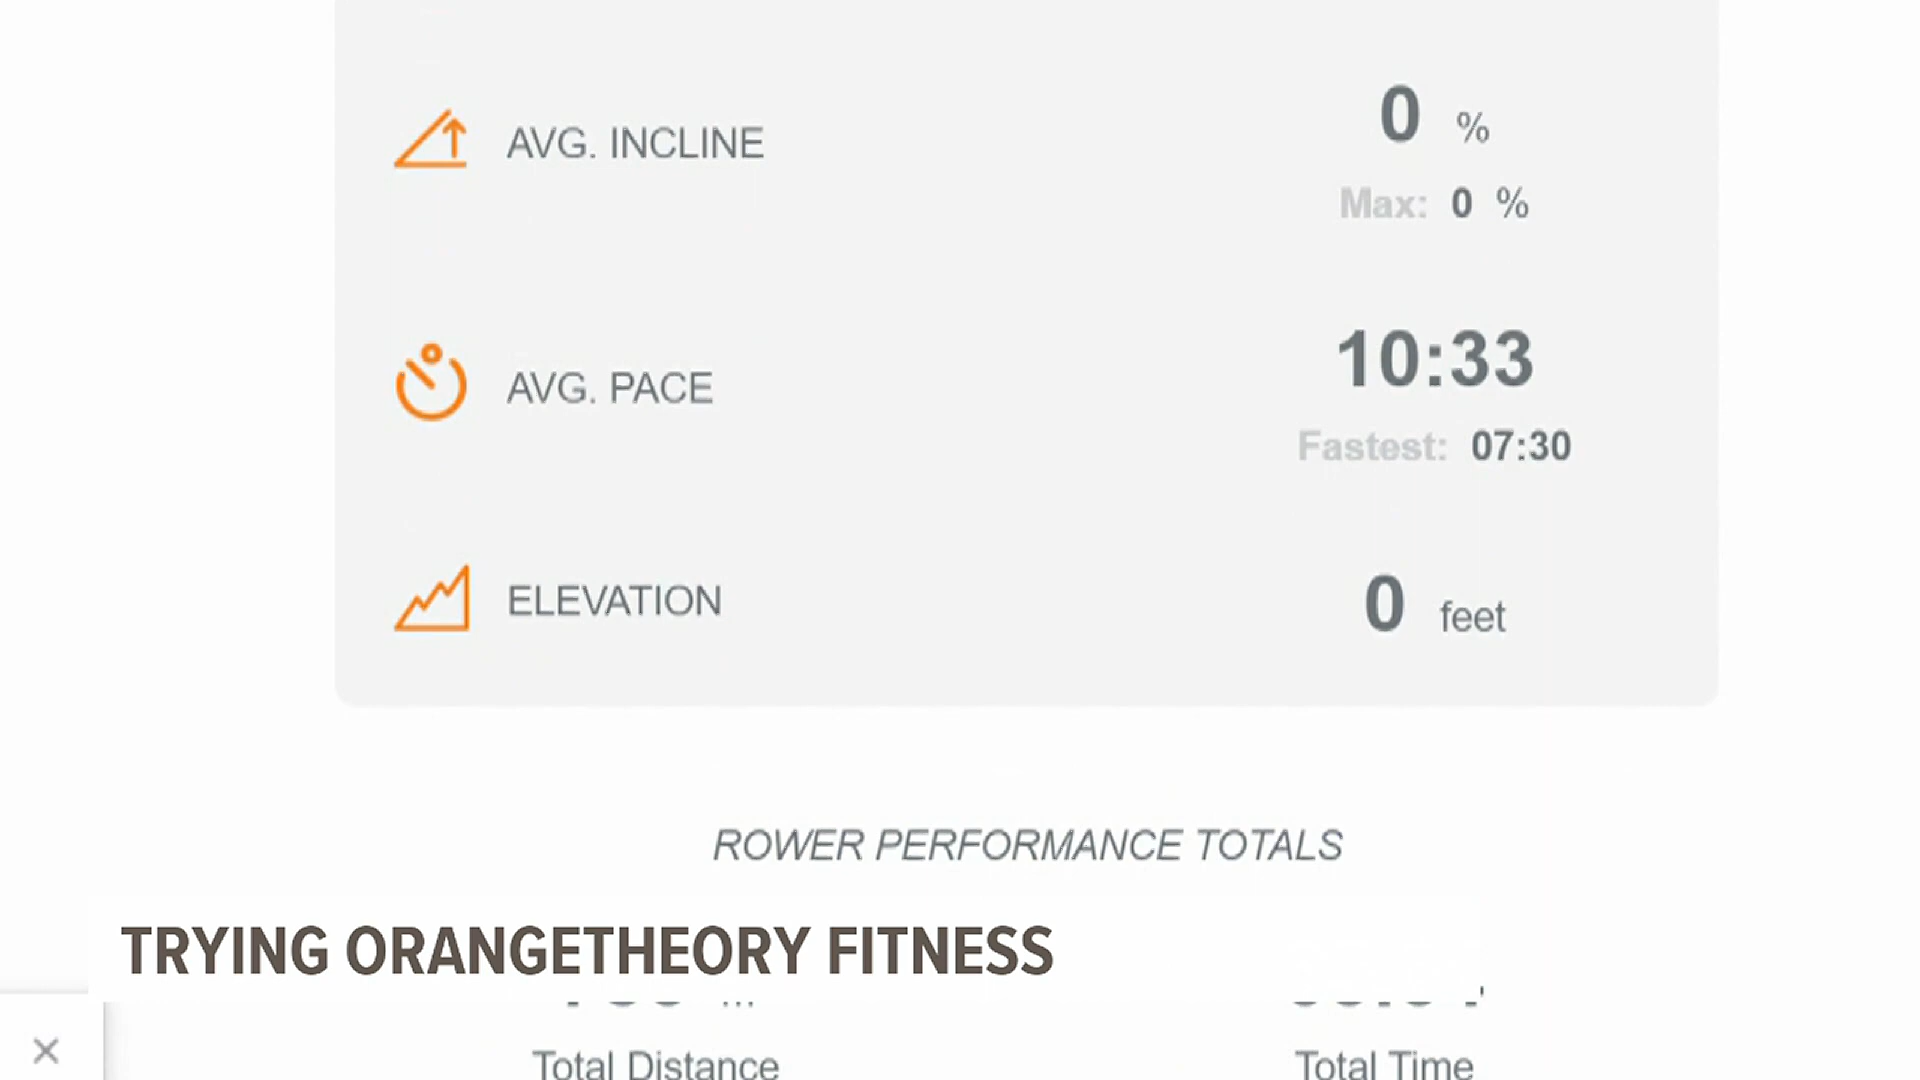 AVG. INCLINE
0 %
Max: 0 %
AVG. PACE
10:33
Fastest: 07:30
ELEVATION
0 feet
ROWER PERFORMANCE TOTALS
TRYING ORANGETHEORY FITNESS
Total Distance
Total Time